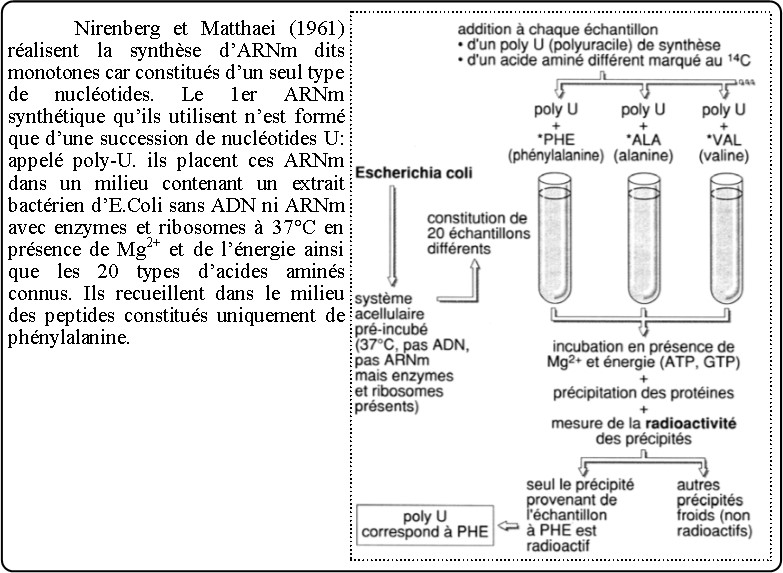 Nirenberg et Matthaei (1961)
réalisent la synthèse d'ARNm dits
monotones car constitués d'un seul type
de nucléotides. Le 1er ARNm
synthétique qu'ils utilisent n'est formé
que d'une succession de nucléotides U:
appelé poly-U. ils placent ces ARNm
dans un milieu contenant un extrait
bactérien d'E.Coli sans ADN ni ARNm
avec enzymes et ribosomes à 37°C en
présence de Mg2+ et de l'énergie ainsi
que les 20 types d'acides aminés
connus. Ils recueillent dans le milieu
des peptides constitués uniquement de
phénylalanine.
addition à chaque échantillon
• d'un poly U (polyuracile) de synthèse
• d'un acide aminé différent marqué au 14C
poly U
+
*PHE
(phénylalanine)
poly U
+
*ALA
(alanine)
poly U
+
*VAL
(valine)
Escherichia coli
constitution de
20 échantillons
différents
système
acellulaire
pré-incubé
(37°C, pas ADN,
pas ARNm
mais enzymes
et ribosomes
présents)
incubation en présence de
Mg2+ et énergie (ATP, GTP)
+
précipitation des protéines
+
mesure de la radioactivité
des précipités
seul le précipité
provenant de
l'échantillon
à PHE est
radioactif
autres
précipités
froids (non
radioactifs)
poly U
correspond à PHE